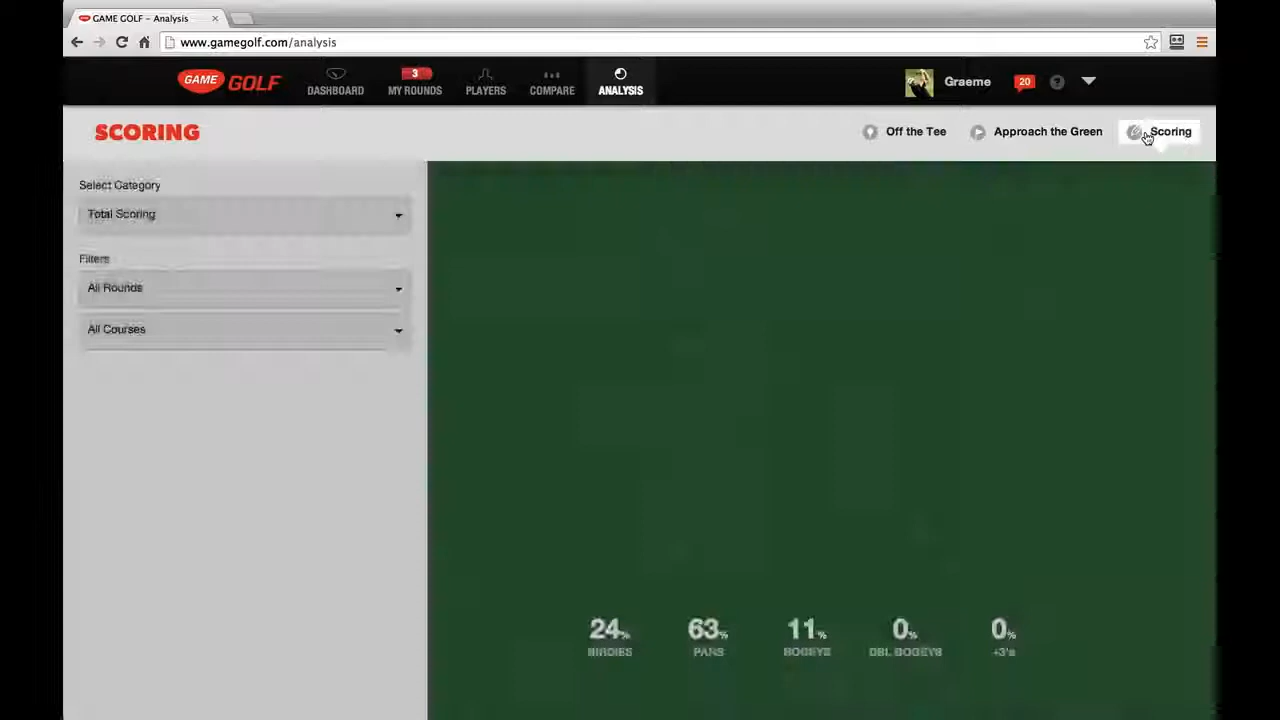 GAME GOLF - Analysis
www.gamegolf.com/analysis
GAME GOLF
DASHBOARD
3
MY ROUNDS
PLAYERS
COMPARE
ANALYSIS
Graeme
20
?
SCORING
Off the Tee
Approach the Green
Scoring
Select Category
Total Scoring
Filters
All Rounds
All Courses
24% 63% 11% 0% 0%
BIRDIES PARS BOGEYS DBL BOGEYS +3's